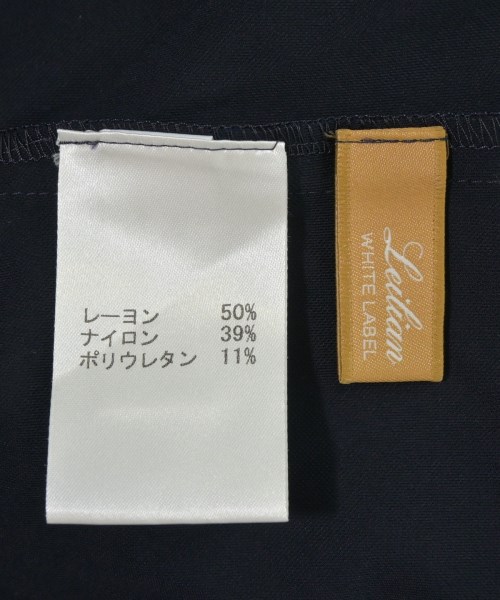 レーヨン 50%
ナイロン 39%
ポリウレタン 11%
Leilian
WHITE LABEL